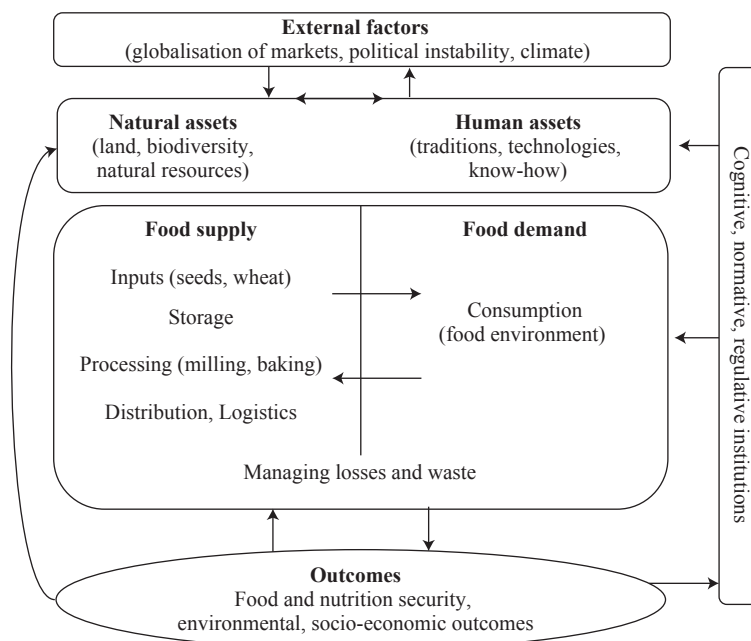 External factors
(globalisation of markets, political instability, climate)
Natural assets
(land, biodiversity,
natural resources)
Human assets
(traditions, technologies,
know-how)
Food supply
Inputs (seeds, wheat)
Storage
Processing (milling, baking)
Distribution, Logistics
Food demand
Consumption
(food environment)
Managing losses and waste
Outcomes
Food and nutrition security,
environmental, socio-economic outcomes
Cognitive, normative, regulative institutions